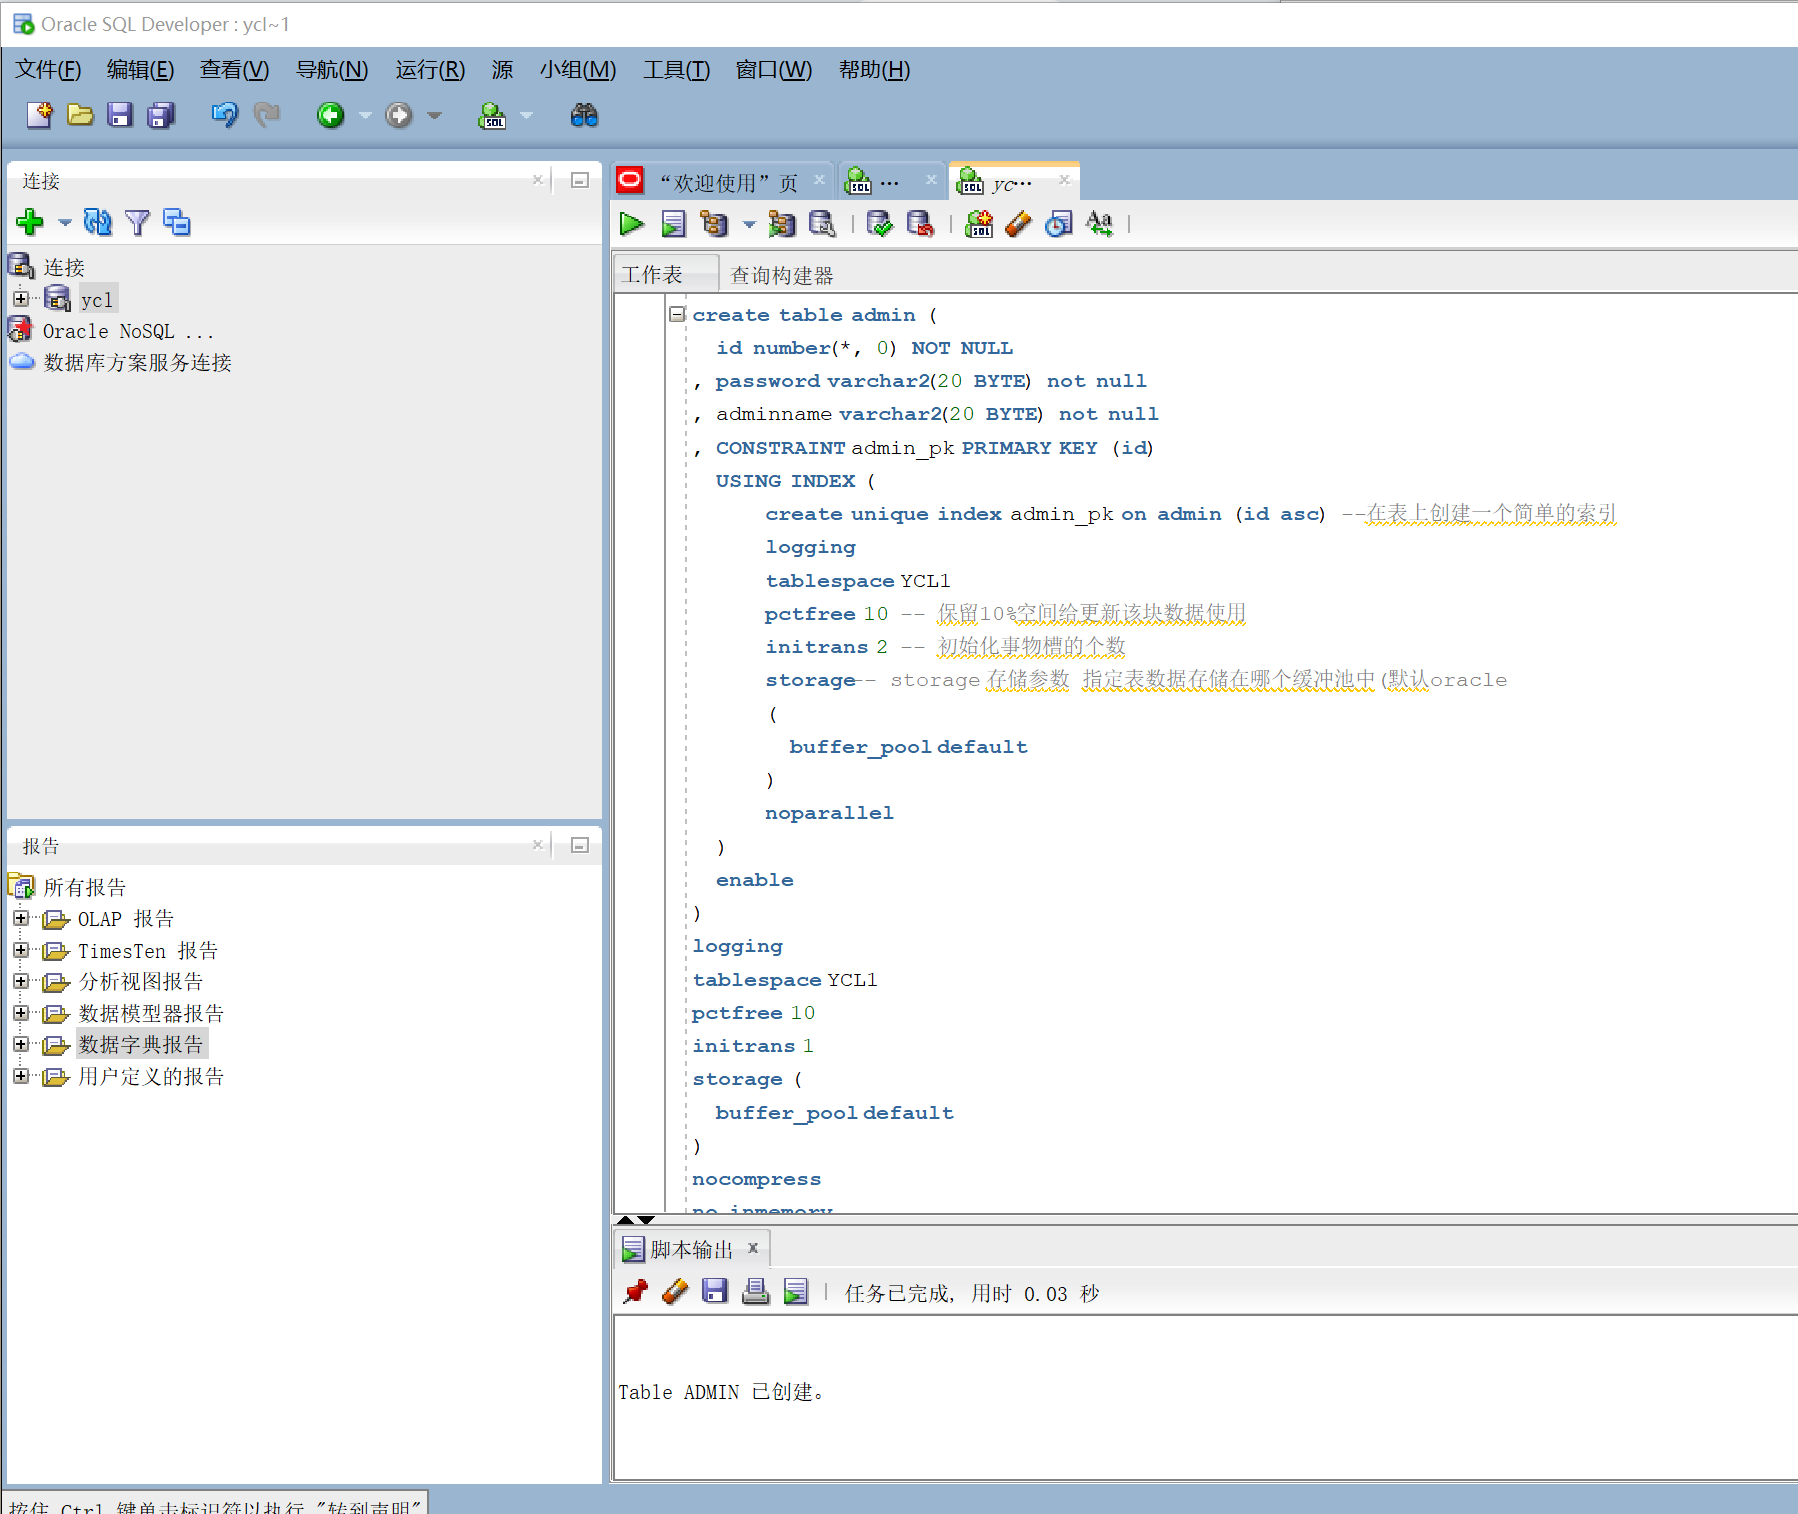 Oracle SQL Developer : ycl~1
文件(F) 编辑(E) 查看(V) 导航(N) 运行(R) 源 小组(M) 工具(T) 窗口(W) 帮助(H)
连接
连接
ycl
Oracle NoSQL ...
数据库方案服务连接
报告
所有报告
OLAP 报告
TimesTen 报告
分析视图报告
数据模型器报告
数据字典报告
用户定义的报告
“欢迎使用”页 ... yc...
工作表 查询构建器
create table admin (
id number(*, 0) NOT NULL
, password varchar2(20 BYTE) not null
, adminname varchar2(20 BYTE) not null
, CONSTRAINT admin_pk PRIMARY KEY (id)
USING INDEX (
create unique index admin_pk on admin (id asc) --在表上创建一个简单的索引
logging
tablespace YCL1
pctfree 10 -- 保留10%空间给更新该块数据使用
initrans 2 -- 初始化事物槽的个数
storage-- storage 存储参数 指定表数据存储在哪个缓冲池中(默认oracle
(
buffer_pool default
)
noparallel
)
enable
)
logging
tablespace YCL1
pctfree 10
initrans 1
storage (
buffer_pool default
)
nocompress
no inmemory
脚本输出
任务已完成, 用时 0.03 秒
Table ADMIN 已创建。
按住 Ctrl 键单击标识符以执行 "转到声明"